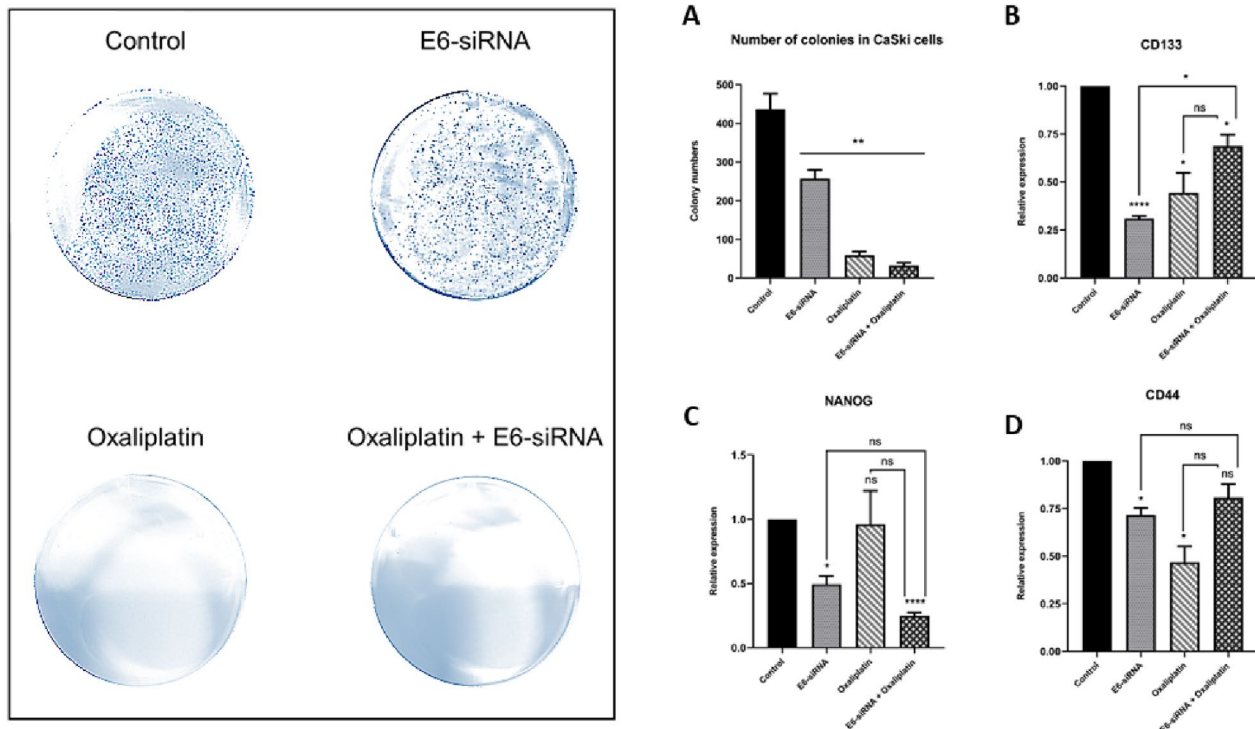 Control
E6-siRNA
Oxaliplatin
Oxaliplatin + E6-siRNA
A
Number of colonies in CaSki cells
Colony numbers
500
400
300
200
100
0
**
Control
E6-siRNA
Oxaliplatin
E6-siRNA + Oxaliplatin
B
CD133
Relative expression
1.00
0.75
0.50
0.25
0.00
*
ns
*
*
****
Control
E6-siRNA
Oxaliplatin
E6-siRNA + Oxaliplatin
C
NANOG
Relative expression
1.5
1.0
0.5
0.0
ns
ns
ns
*
****
Control
E6-siRNA
Oxaliplatin
E6-siRNA + Oxaliplatin
D
CD44
Relative expression
1.00
0.75
0.50
0.25
0.00
ns
ns
ns
*
*
Control
E6-siRNA
Oxaliplatin
E6-siRNA + Oxaliplatin